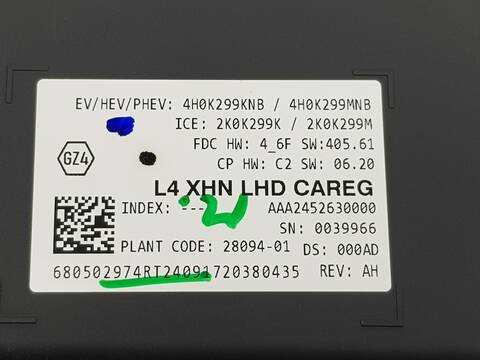 EV/HEV/PHEV: 4H0K299KNB / 4H0K299MNB
ICE: 2K0K299K / 2K0K299M
FDC HW: 4_6F SW:405.61
GZ4
CP HW: C2 SW: 06.20
L4 XHN LHD CAREG
INDEX: ---
AAA2452630000
SN: 0039966
PLANT CODE: 28094-01 DS: 000AD
680502974RT24091720380435 REV: AH